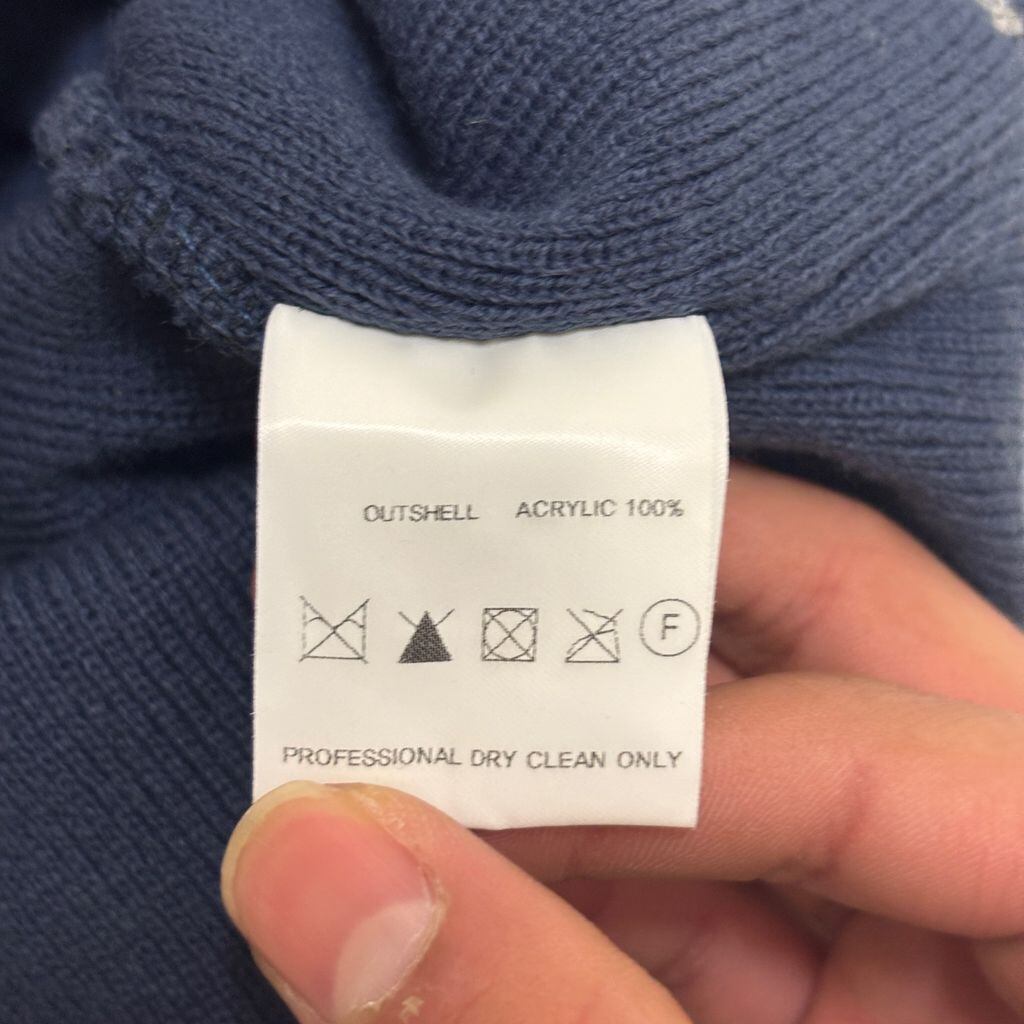 OUTSHELL ACRYLIC 100%
F
PROFESSIONAL DRY CLEAN ONLY